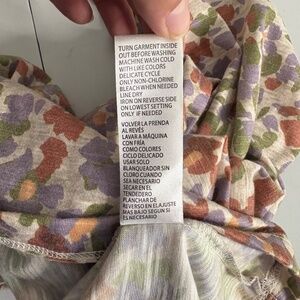 TURN GARMENT INSIDE
OUT BEFORE WASHING
MACHINE WASH COLD
WITH LIKE COLORS
DELICATE CYCLE
ONLY NON-CHLORINE
BLEACH WHEN NEEDED
LINE DRY
IRON ON REVERSE SIDE
ON LOWEST SETTING
ONLY IF NEEDED
VOLVER LA PRENDA
AL REVÉS
LAVAR A MÁQUINA
CON FRÍA
COMO COLORES
CICLO DELICADO
USAR SOLO
BLANQUEADOR SIN
CLORO CUANDO
SEA NECESARIO
SECAR EN EL
TENDEDERO
PLANCHAR DE
REVERSO EN EL AJUSTE
MAS BAJO SEGUN SI
ES NECESARIO